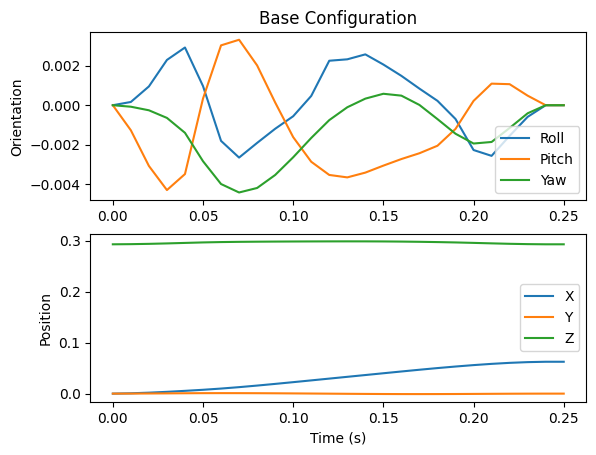 Base Configuration
Orientation
0.002
0.000
−0.002
−0.004
Roll
Pitch
Yaw
0.00 0.05 0.10 0.15 0.20 0.25
Position
0.3
0.2
0.1
0.0
X
Y
Z
0.00 0.05 0.10 0.15 0.20 0.25
Time (s)